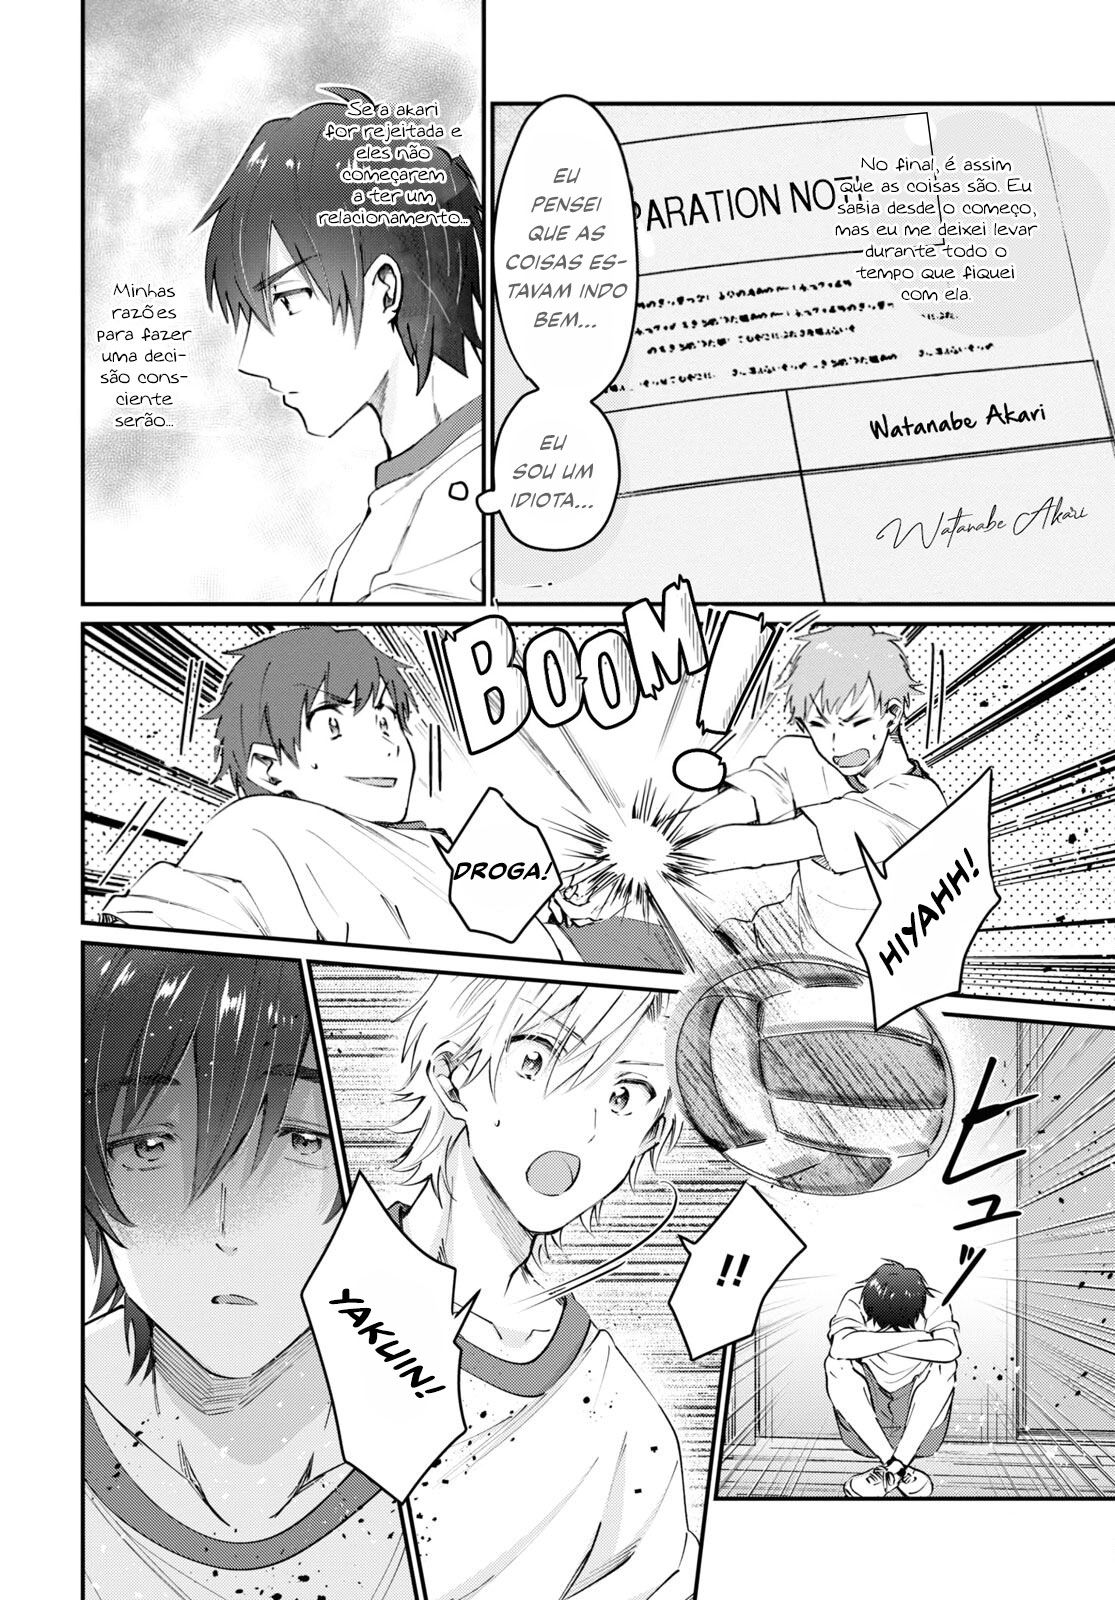 No final, é assim
que as coisas são. Eu
sabia desde o começo,
mas eu me deixei levar
durante todo o
tempo que fiquei
com ela.
PARATION NOTI
Watanabe Akari
Watanabe Akari
EU
PENSEI
QUE AS
COISAS ES-
TAVAM INDO
BEM...
EU
SOU UM
IDIOTA...
Se a akari
for rejeitada e
eles não
começarem
a ter um
relacionamento...
Minhas
razões
para fazer
uma deci-
são cons-
ciente
serão...
BOOM!
HIYAHH!
DROGA!
ヒュッ
!!
YAKUIN!